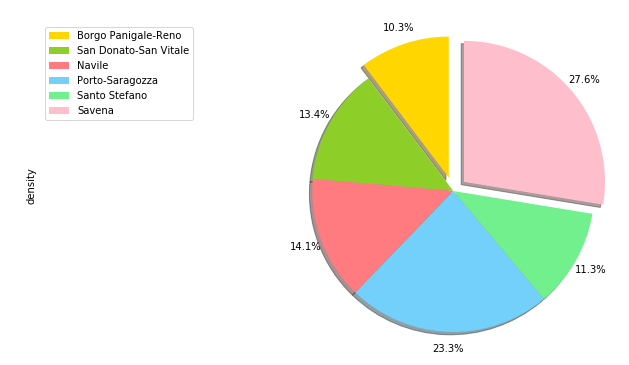 Borgo Panigale-Reno
San Donato-San Vitale
Navile
Porto-Saragozza
Santo Stefano
Savena
density
10.3%
13.4%
14.1%
23.3%
11.3%
27.6%